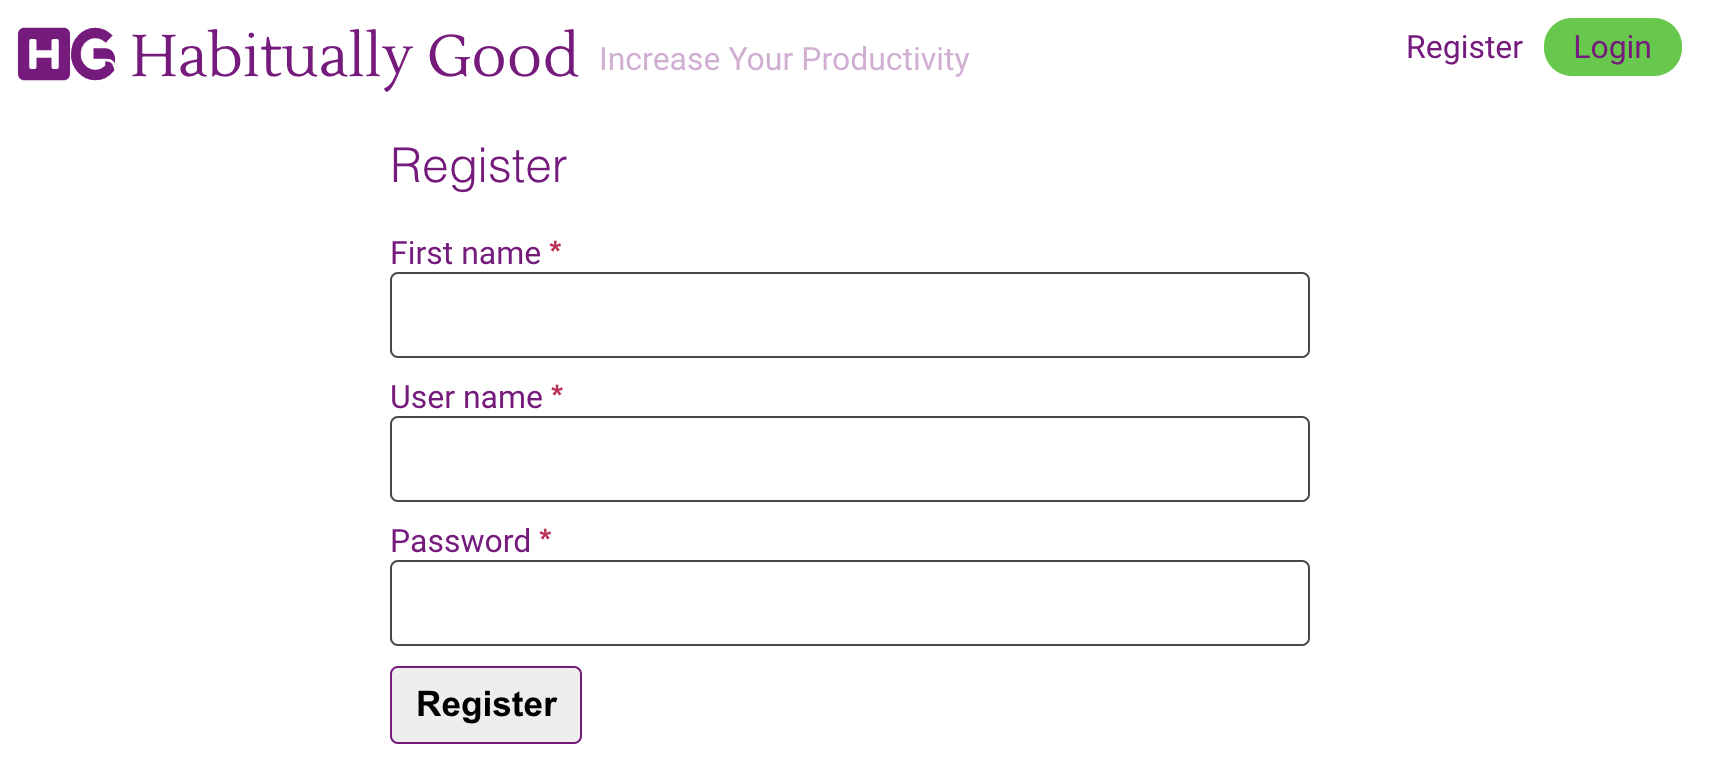 HG Habitually Good Increase Your Productivity Register Login
Register
First name *
User name *
Password *
Register